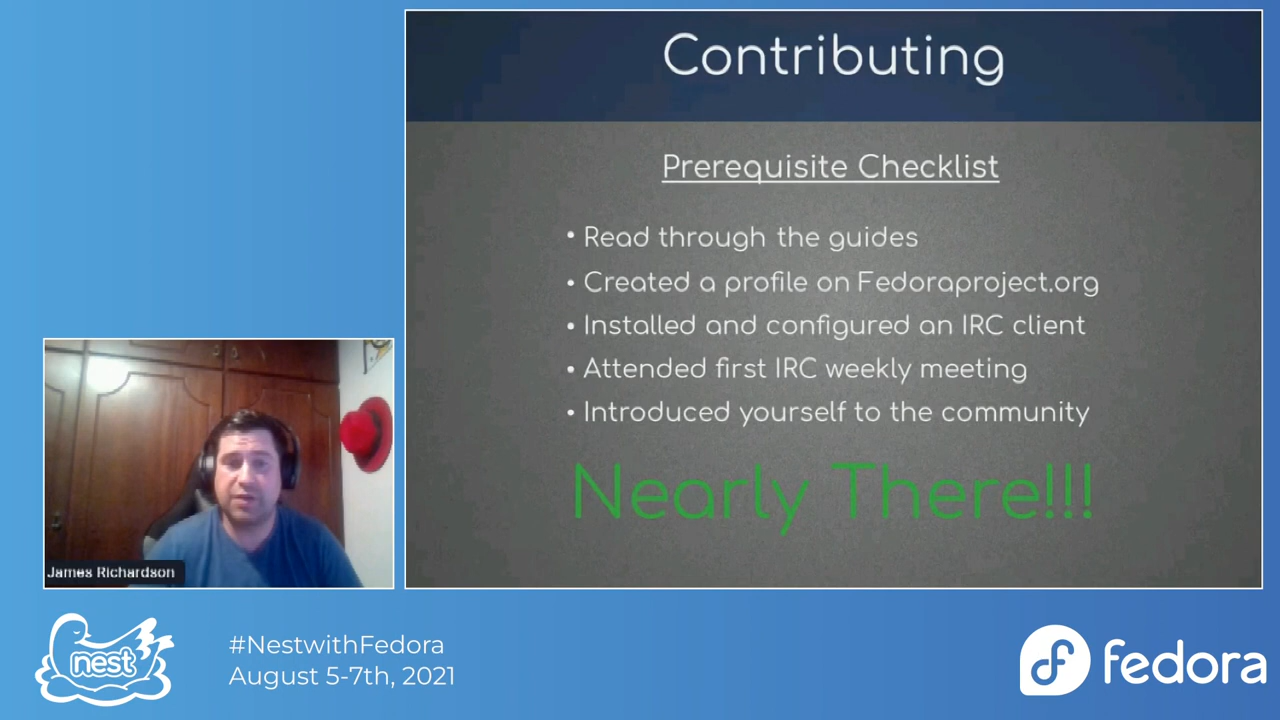 Contributing
Prerequisite Checklist
• Read through the guides
• Created a profile on Fedoraproject.org
• Installed and configured an IRC client
• Attended first IRC weekly meeting
• Introduced yourself to the community
Nearly There!!!
James Richardson
nest
#NestwithFedora
August 5-7th, 2021
fedora